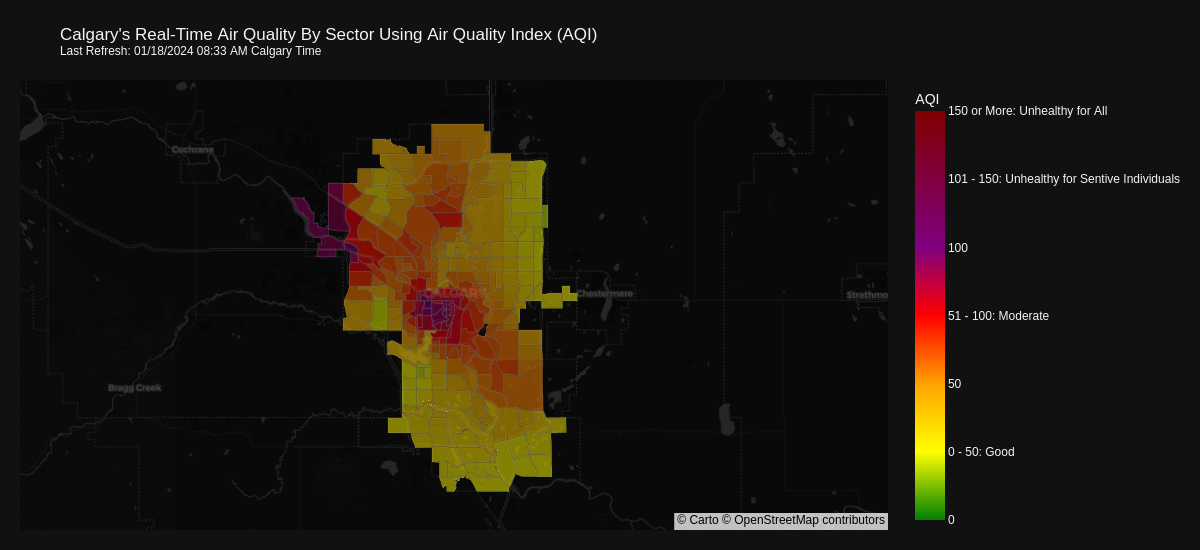 Calgary's Real-Time Air Quality By Sector Using Air Quality Index (AQI)
Last Refresh: 01/18/2024 08:33 AM Calgary Time
AQI
150 or More: Unhealthy for All
Cochrane
101 - 150: Unhealthy for Sentive Individuals
100
CALGARY
Chestermere
Strathmo
51 - 100: Moderate
50
Bragg Creek
0 - 50: Good
0
© Carto © OpenStreetMap contributors